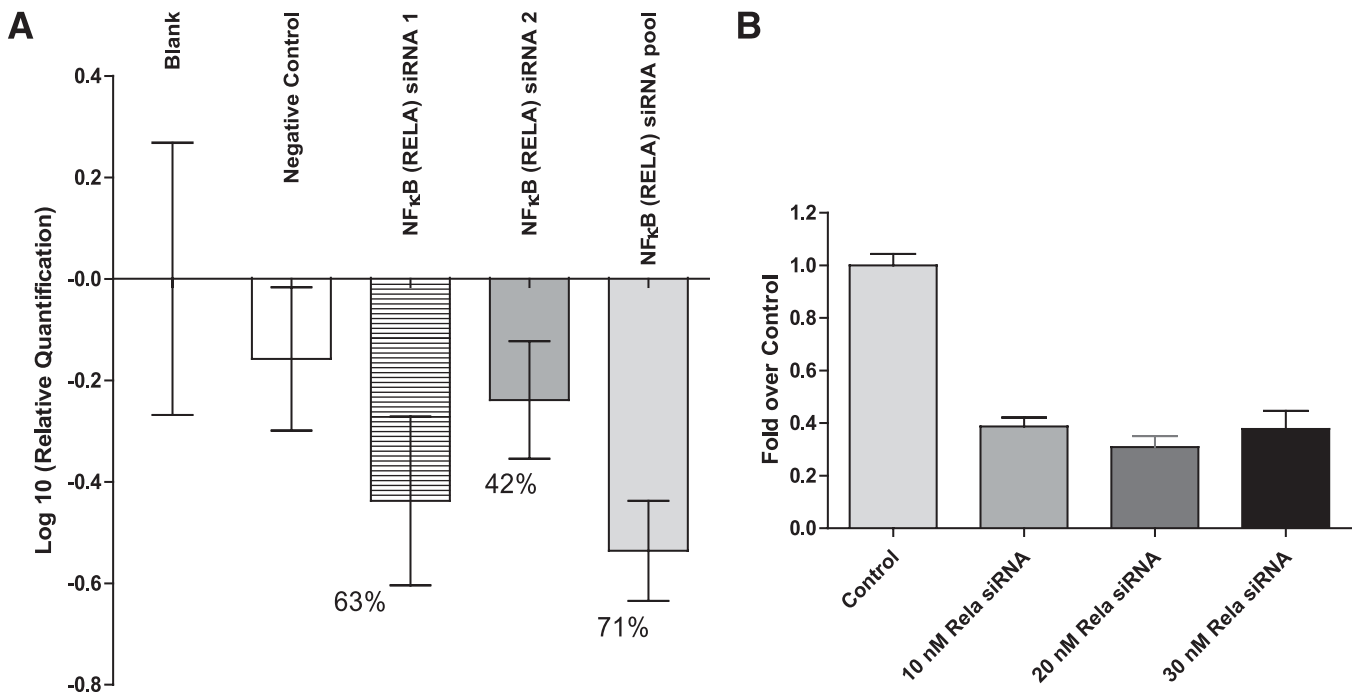 A
Blank
Negative Control
NFκB (RELA) siRNA 1
NFκB (RELA) siRNA 2
NFκB (RELA) siRNA pool
Log 10 (Relative Quantification)
0.4
0.2
-0.0
-0.2
-0.4
-0.6
-0.8
63%
42%
71%
B
Fold over Control
1.2
1.0
0.8
0.6
0.4
0.2
0.0
Control
10 nM Rela siRNA
20 nM Rela siRNA
30 nM Rela siRNA